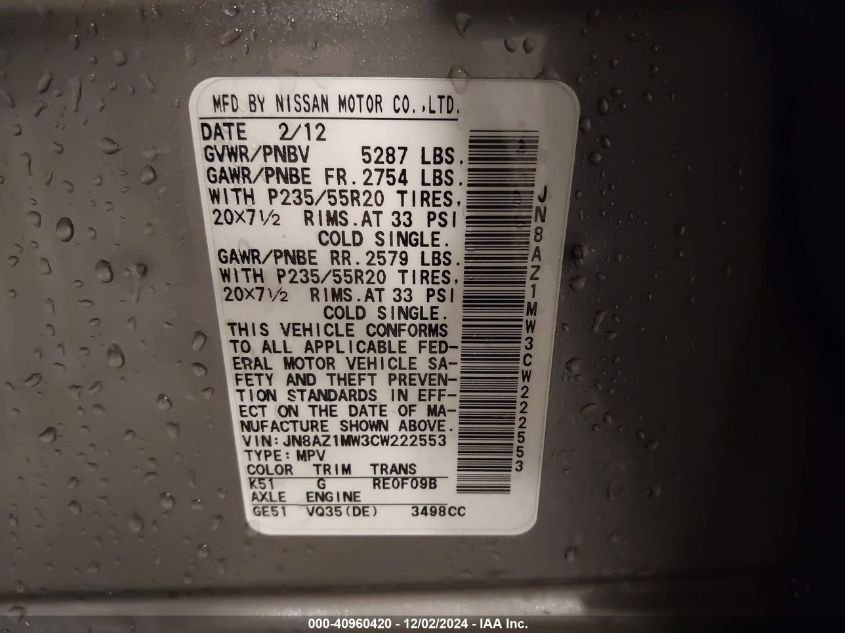 MFD BY NISSAN MOTOR CO.,LTD.
DATE 2/12
GVWR/PNBV 5287 LBS.
GAWR/PNBE FR. 2754 LBS.
WITH P235/55R20 TIRES,
20×7½ RIMS. AT 33 PSI
COLD SINGLE.
GAWR/PNBE RR. 2579 LBS.
WITH P235/55R20 TIRES,
20×7½ RIMS. AT 33 PSI
COLD SINGLE.
THIS VEHICLE CONFORMS
TO ALL APPLICABLE FED-
ERAL MOTOR VEHICLE SA-
FETY AND THEFT PREVEN-
TION STANDARDS IN EFF-
ECT ON THE DATE OF MA-
NUFACTURE SHOWN ABOVE.
VIN: JN8AZ1MW3CW222553
TYPE: MPV
COLOR TRIM TRANS
K51 G RE0F09B
AXLE ENGINE
GE51 VQ35(DE) 3498CC
JN8AZ1MW3CW222553
000-40960420 - 12/02/2024 - IAA Inc.